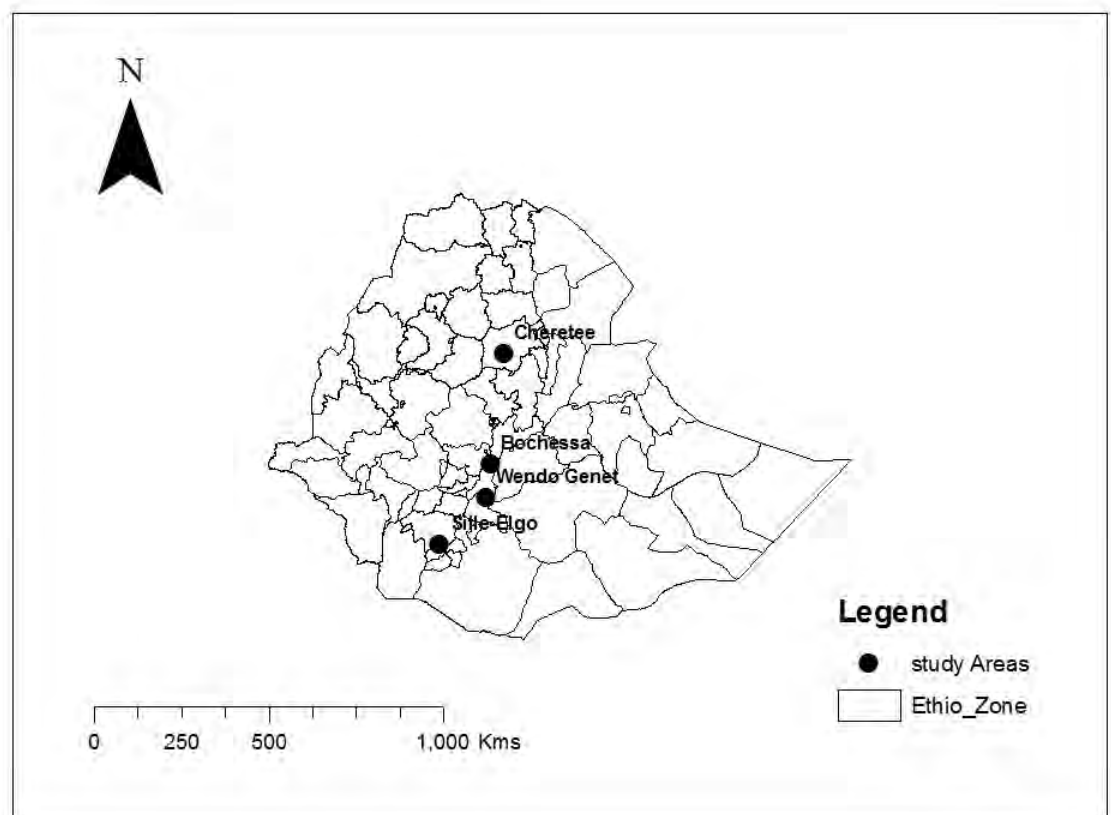 N
Cheretee
Bochessa
Wendo Genet
Sille-Elgo
Legend
study Areas
Ethio_Zone
0 250 500 1,000 Kms